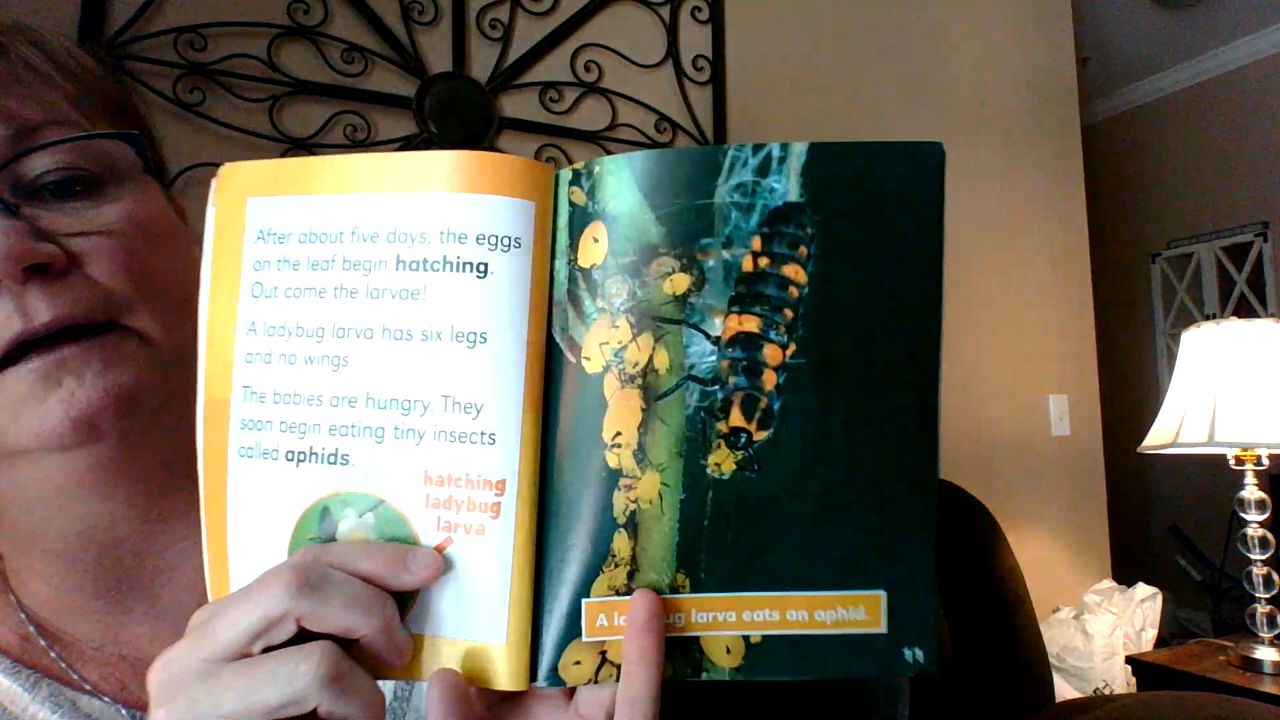 After about five days, the eggs
on the leaf begin hatching.
Out come the larvae!
A ladybug larva has six legs
and no wings.
The babies are hungry. They
soon begin eating tiny insects
called aphids.
hatching
ladybug
larva
A ladybug larva eats an aphid.
11